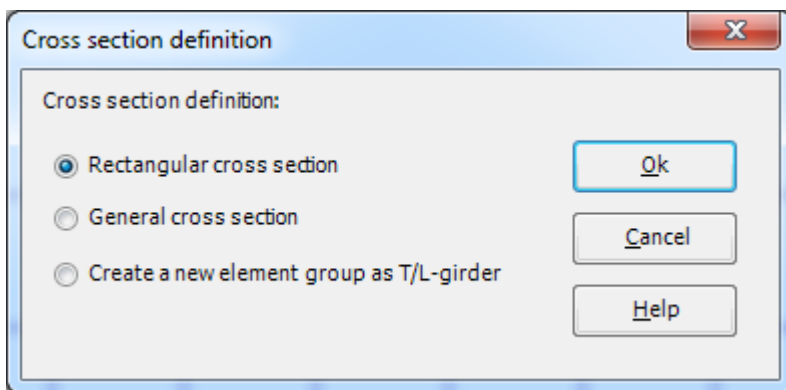 Cross section definition
Cross section definition:
Rectangular cross section
Ok
General cross section
Cancel
Create a new element group as T/L-girder
Help